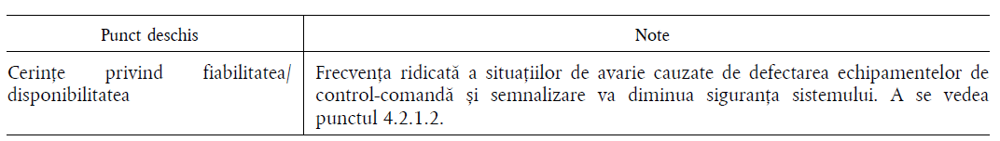 Punct deschis
Note
Cerințe privind fiabilitatea/
disponibilitatea
Frecvența ridicată a situațiilor de avarie cauzate de defectarea echipamentelor de
control-comandă și semnalizare va diminua siguranța sistemului. A se vedea
punctul 4.2.1.2.